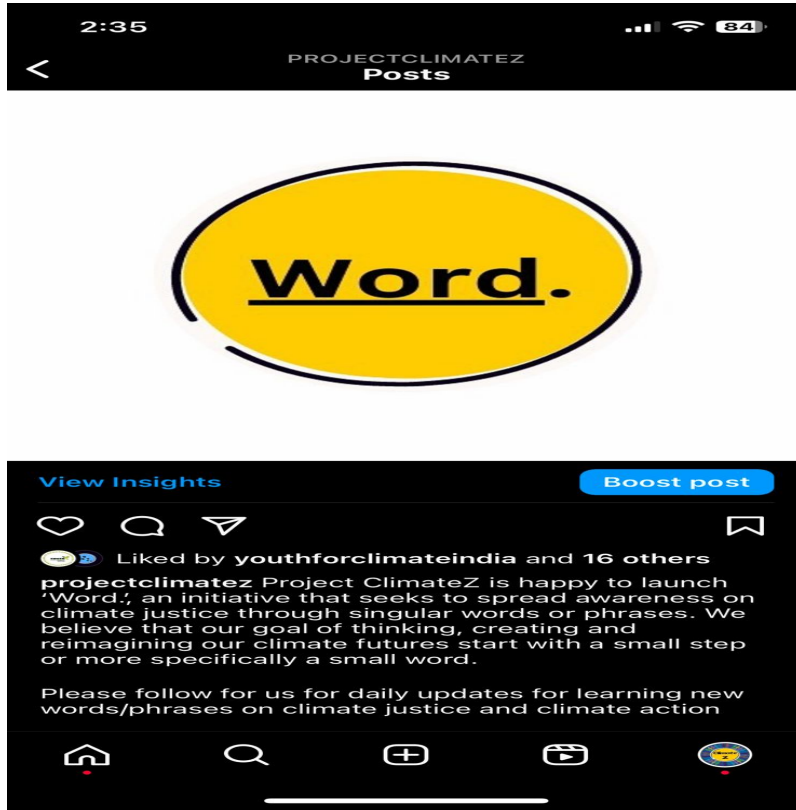 2:35
84
PROJECTCLIMATEZ
Posts
Word.
View Insights
Boost post
Liked by youthforclimateindia and 16 others
projectclimatez Project ClimateZ is happy to launch
‘Word.’, an initiative that seeks to spread awareness on
climate justice through singular words or phrases. We
believe that our goal of thinking, creating and
reimagining our climate futures start with a small step
or more specifically a small word.
Please follow for us for daily updates for learning new
words/phrases on climate justice and climate action